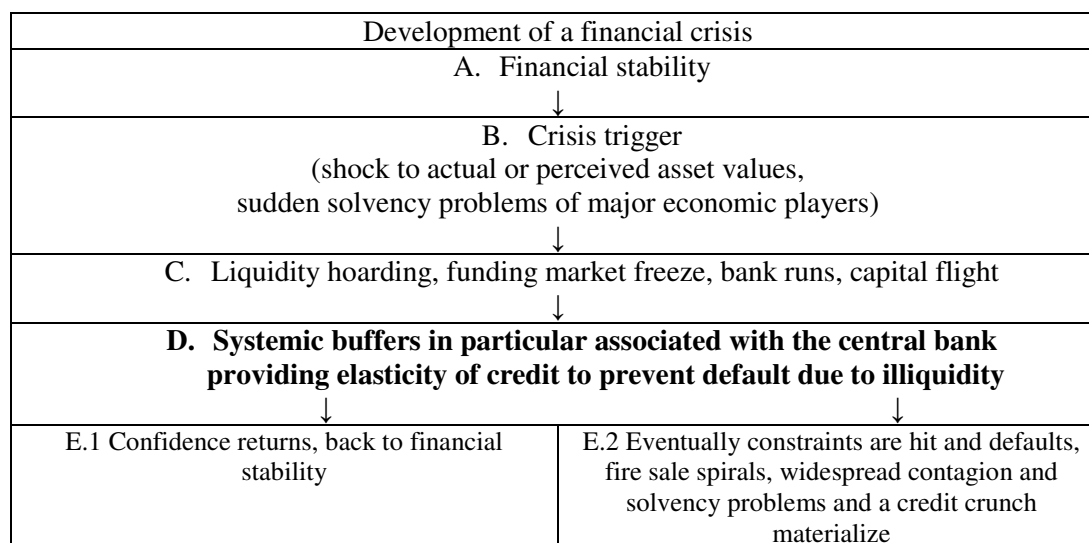 Development of a financial crisis
A. Financial stability
↓
B. Crisis trigger
(shock to actual or perceived asset values,
sudden solvency problems of major economic players)
↓
C. Liquidity hoarding, funding market freeze, bank runs, capital flight
↓
D. Systemic buffers in particular associated with the central bank
providing elasticity of credit to prevent default due to illiquidity
↓ ↓
E.1 Confidence returns, back to financial
stability
E.2 Eventually constraints are hit and defaults,
fire sale spirals, widespread contagion and
solvency problems and a credit crunch
materialize